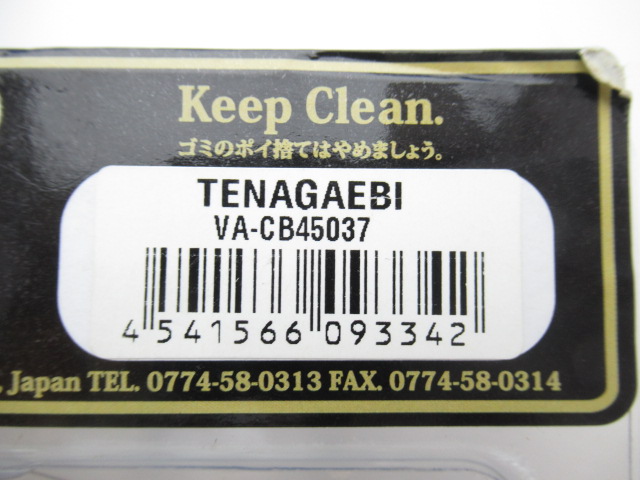 Keep Clean.
ゴミのポイ捨てはやめましょう。
TENAGAEBI
VA-CB45037
4 541566 093342
, Japan TEL. 0774-58-0313 FAX. 0774-58-0314